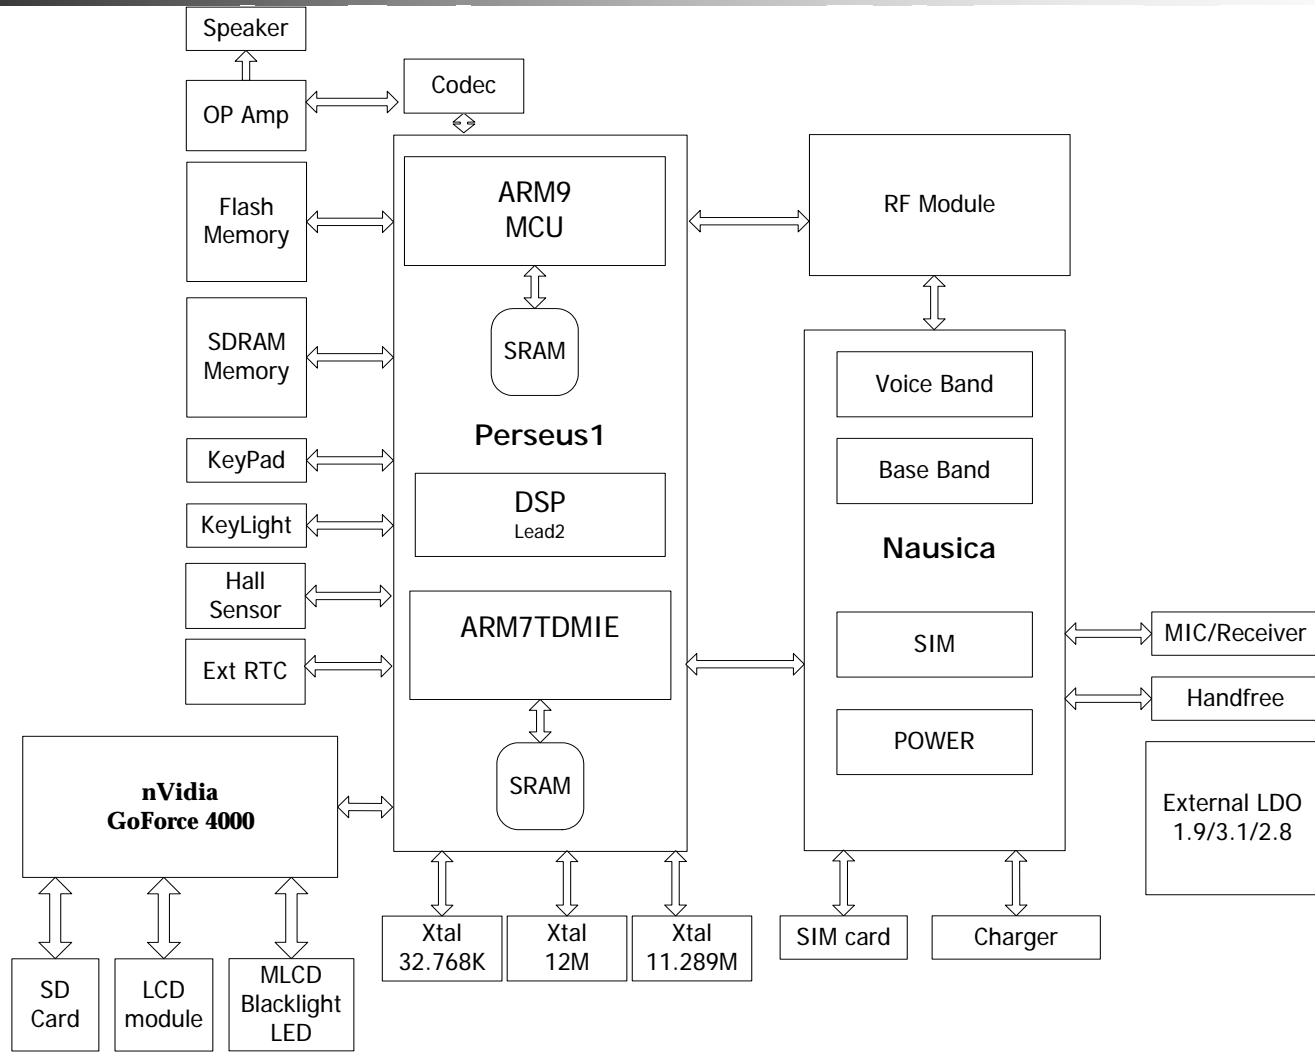 Speaker
OP Amp
Codec
Flash
Memory
SDRAM
Memory
KeyPad
KeyLight
Hall
Sensor
Ext RTC
nVidia
GoForce 4000
SD
Card
LCD
module
MLCD
Blacklight
LED
ARM9
MCU
SRAM
Perseus1
DSP
Lead2
ARM7TDMIE
SRAM
Xtal
32.768K
Xtal
12M
Xtal
11.289M
RF Module
Voice Band
Base Band
Nausica
SIM
POWER
SIM card
Charger
MIC/Receiver
Handfree
External LDO
1.9/3.1/2.8